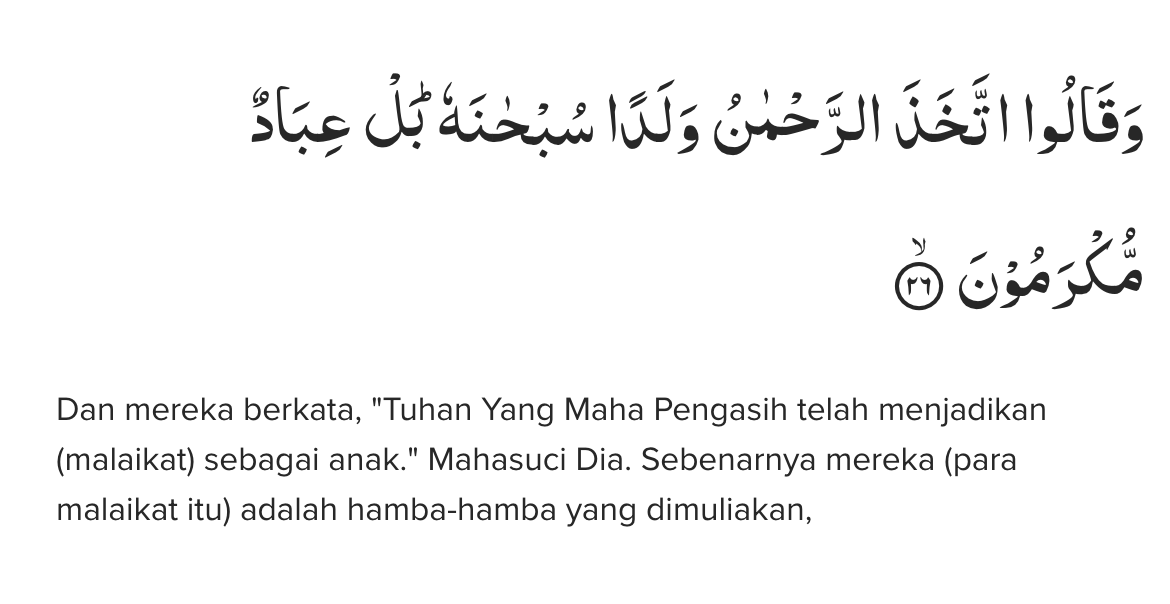 وَقَالُوا اتَّخَذَ الرَّحْمٰنُ وَلَدًا سُبْحٰنَهٗ ۗبَلْ عِبَادٌ
مُّكْرَمُوْنَ ۙ ٢٦
Dan mereka berkata, "Tuhan Yang Maha Pengasih telah menjadikan
(malaikat) sebagai anak." Mahasuci Dia. Sebenarnya mereka (para
malaikat itu) adalah hamba-hamba yang dimuliakan,